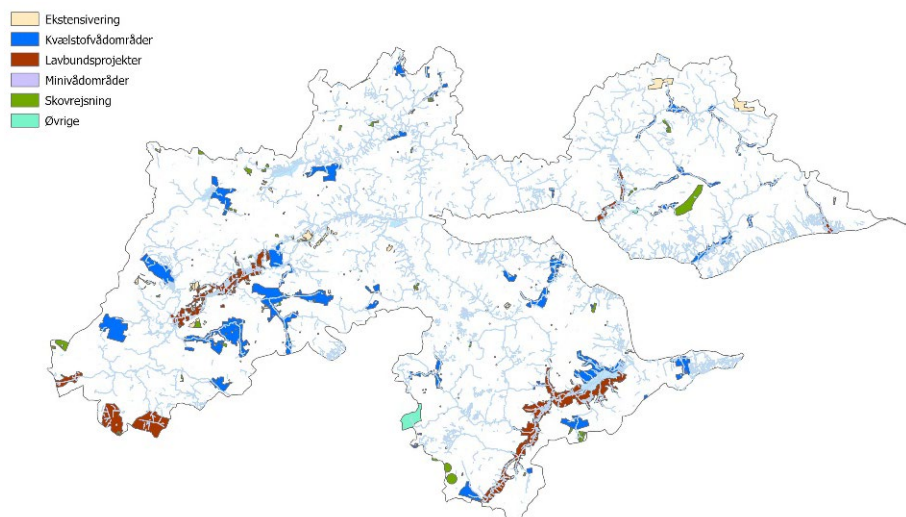 Ekstensivering
Kvælstofvådområder
Lavbundsprojekter
Minivådområder
Skovrejsning
Øvrige